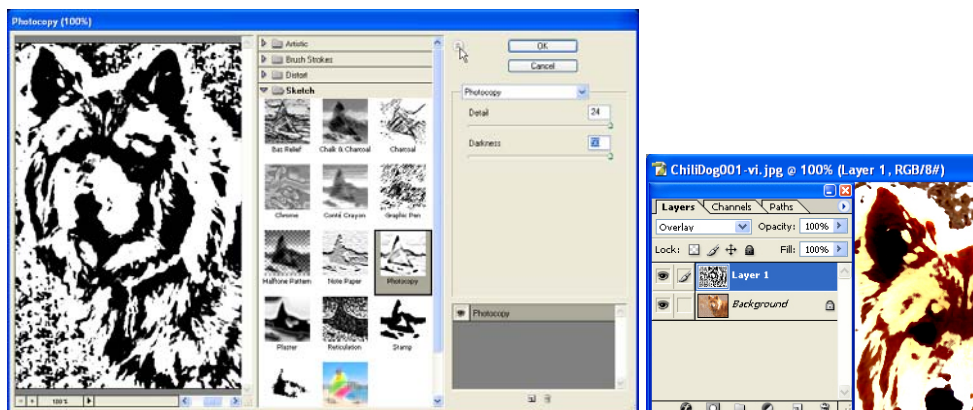 Photocopy (100%)
Artistic
Brush Strokes
Distort
Sketch
Bas Relief Chalk & Charcoal Charcoal
Chrome Conté Crayon Graphic Pen
Halftone Pattern Note Paper Photocopy
Plaster Reticulation Stamp
100%
OK
Cancel
Photocopy
Detail 24
Darkness
Photocopy
ChiliDog001-vi.jpg @ 100% (Layer 1, RGB/8#)
Layers Channels Paths
Overlay Opacity: 100%
Lock: Fill: 100%
Layer 1
Background